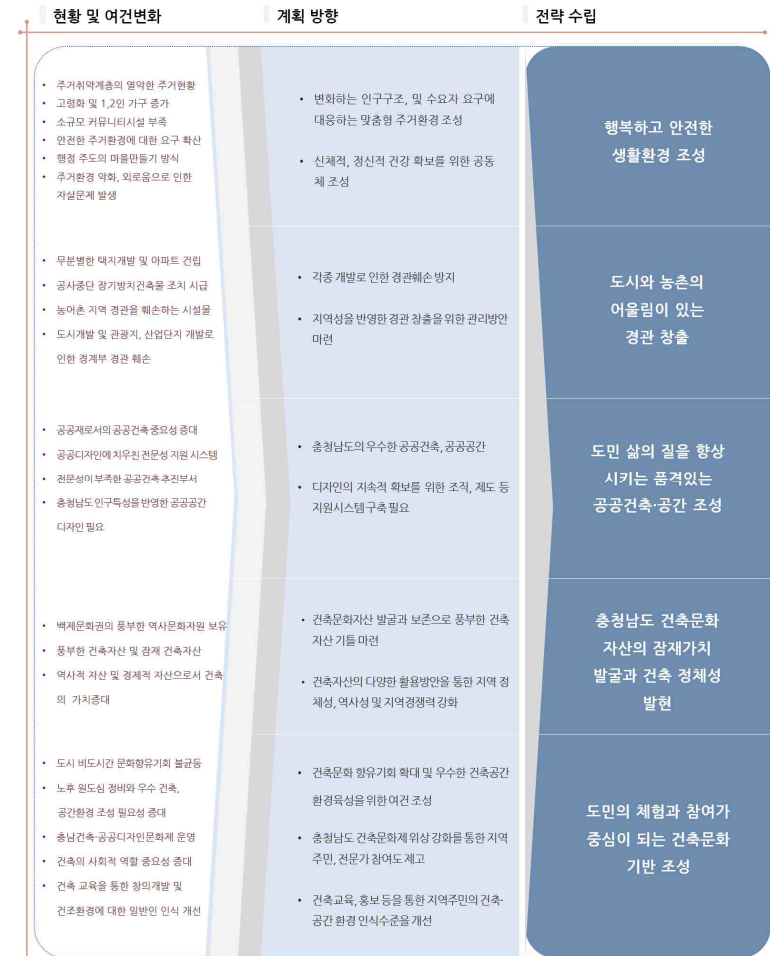 현황 및 여건변화
계획 방향
전략 수립
• 주거취약계층의 열악한 주거현황
• 고령화 및 1,2인 가구 증가
• 소규모 커뮤니티시설 부족
• 안전한 주거환경에 대한 요구 확산
• 행정 주도의 마을만들기 방식
• 주거환경 악화, 외로움으로 인한
자살문제 발생
• 변화하는 인구구조, 및 수요자 요구에
대응하는 맞춤형 주거환경 조성
• 신체적, 정신적 건강 확보를 위한 공동
체 조성
행복하고 안전한
생활환경 조성
• 무분별한 택지개발 및 아파트 건립
• 공사중단 장기방치건축물 조치 시급
• 농어촌 지역 경관을 훼손하는 시설물
• 도시개발 및 관광지, 산업단지 개발로
인한 경계부 경관 훼손
• 각종 개발로 인한 경관훼손 방지
• 지역성을 반영한 경관 창출을 위한 관리방안
마련
도시와 농촌의
어울림이 있는
경관 창출
• 공공재로서의 공공건축 중요성 증대
• 공공디자인에 치우친 전문성 지원 시스템
• 전문성이 부족한 공공건축 추진부서
• 충청남도 인구특성을 반영한 공공공간
디자인 필요
• 충청남도의 우수한 공공건축, 공공공간
• 디자인의 지속적 확보를 위한 조직, 제도 등
지원시스템 구축 필요
도민 삶의 질을 향상
시키는 품격있는
공공건축·공간 조성
• 백제문화권의 풍부한 역사문화자원 보유
• 풍부한 건축자산 및 잠재 건축자산
• 역사적 자산 및 경제적 자산으로서 건축
의 가치증대
• 건축문화자산 발굴과 보존으로 풍부한 건축
자산 기틀 마련
• 건축자산의 다양한 활용방안을 통한 지역 정
체성, 역사성 및 지역경쟁력 강화
충청남도 건축문화
자산의 잠재가치
발굴과 건축 정체성
발현
• 도시 비도시간 문화향유기회 불균등
• 노후 원도심 정비와 우수 건축,
공간환경 조성 필요성 증대
• 충남건축·공공디자인문화제 운영
• 건축의 사회적 역할 중요성 증대
• 건축 교육을 통한 창의개발 및
건조환경에 대한 일반인 인식 개선
• 건축문화 향유기회 확대 및 우수한 건축공간
환경육성을 위한 여건 조성
• 충청남도 건축문화제 위상 강화를 통한 지역
주민, 전문가 참여도 제고
• 건축교육, 홍보 등을 통한 지역주민의 건축·
공간 환경 인식수준을 개선
도민의 체험과 참여가
중심이 되는 건축문화
기반 조성